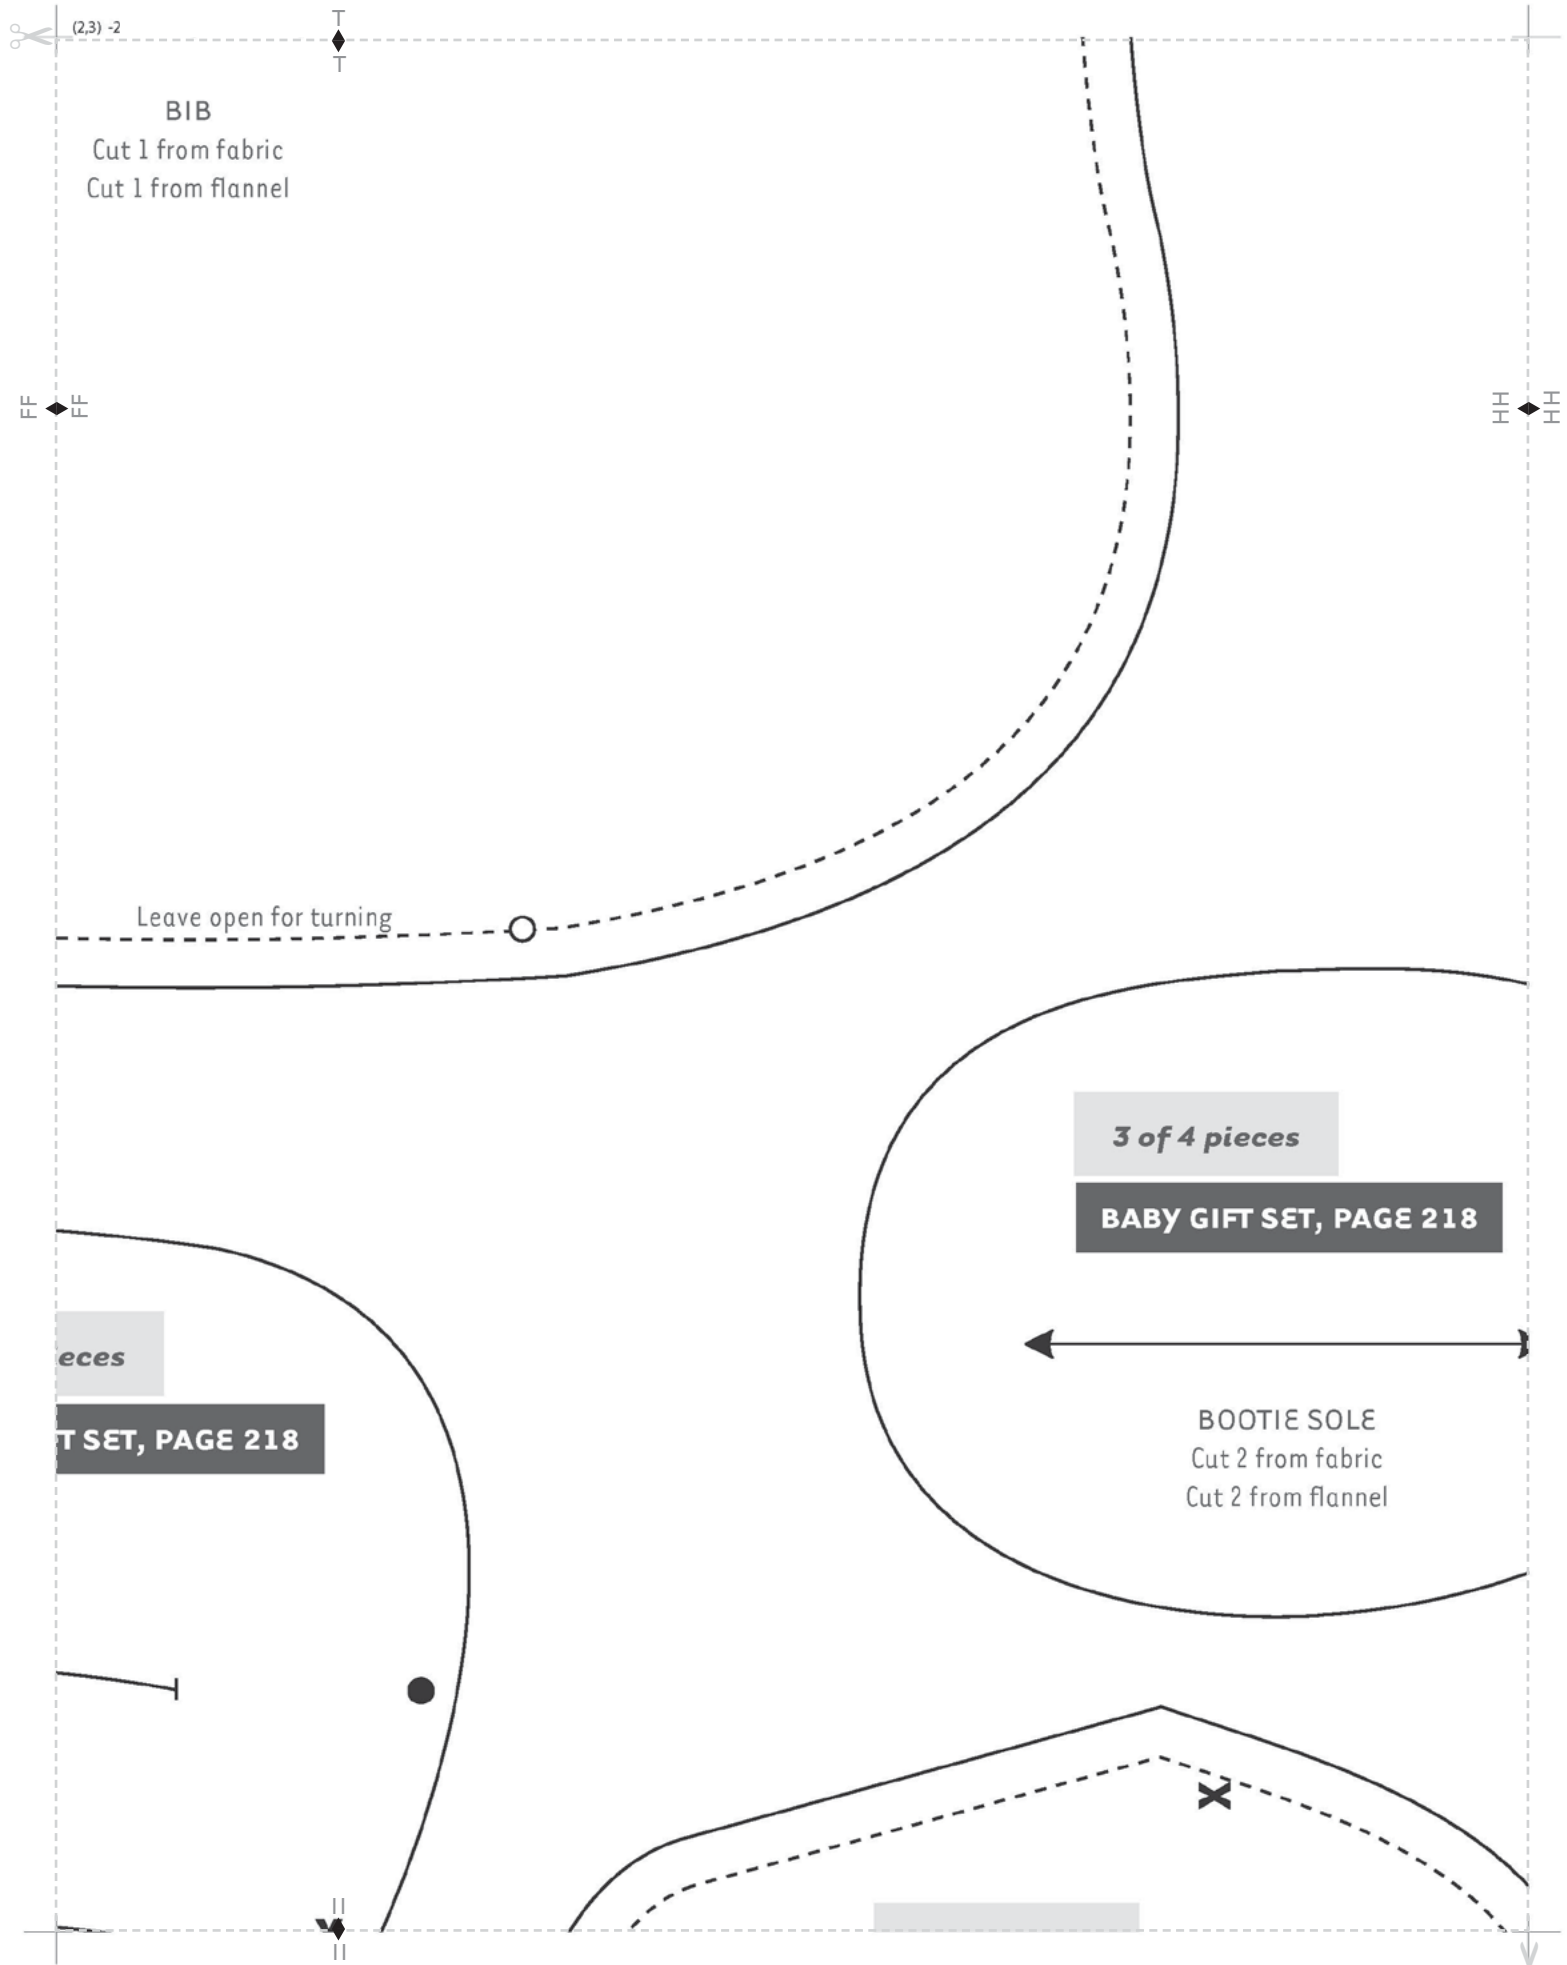 (2,3) -2
T
T
BIB
Cut 1 from fabric
Cut 1 from flannel
FF
FF
HH
HH
Leave open for turning
3 of 4 pieces
BABY GIFT SET, PAGE 218
eces
T SET, PAGE 218
BOOTIE SOLE
Cut 2 from fabric
Cut 2 from flannel
X
II
II